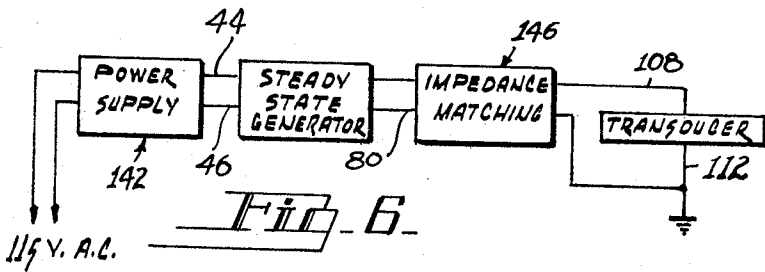 44
146
108
POWER
SUPPLY
STEADY
STATE
GENERATOR
IMPEDANCE
MATCHING
TRANSDUCER
142
46
80
112
115 V. A.C.
Fig. 6.